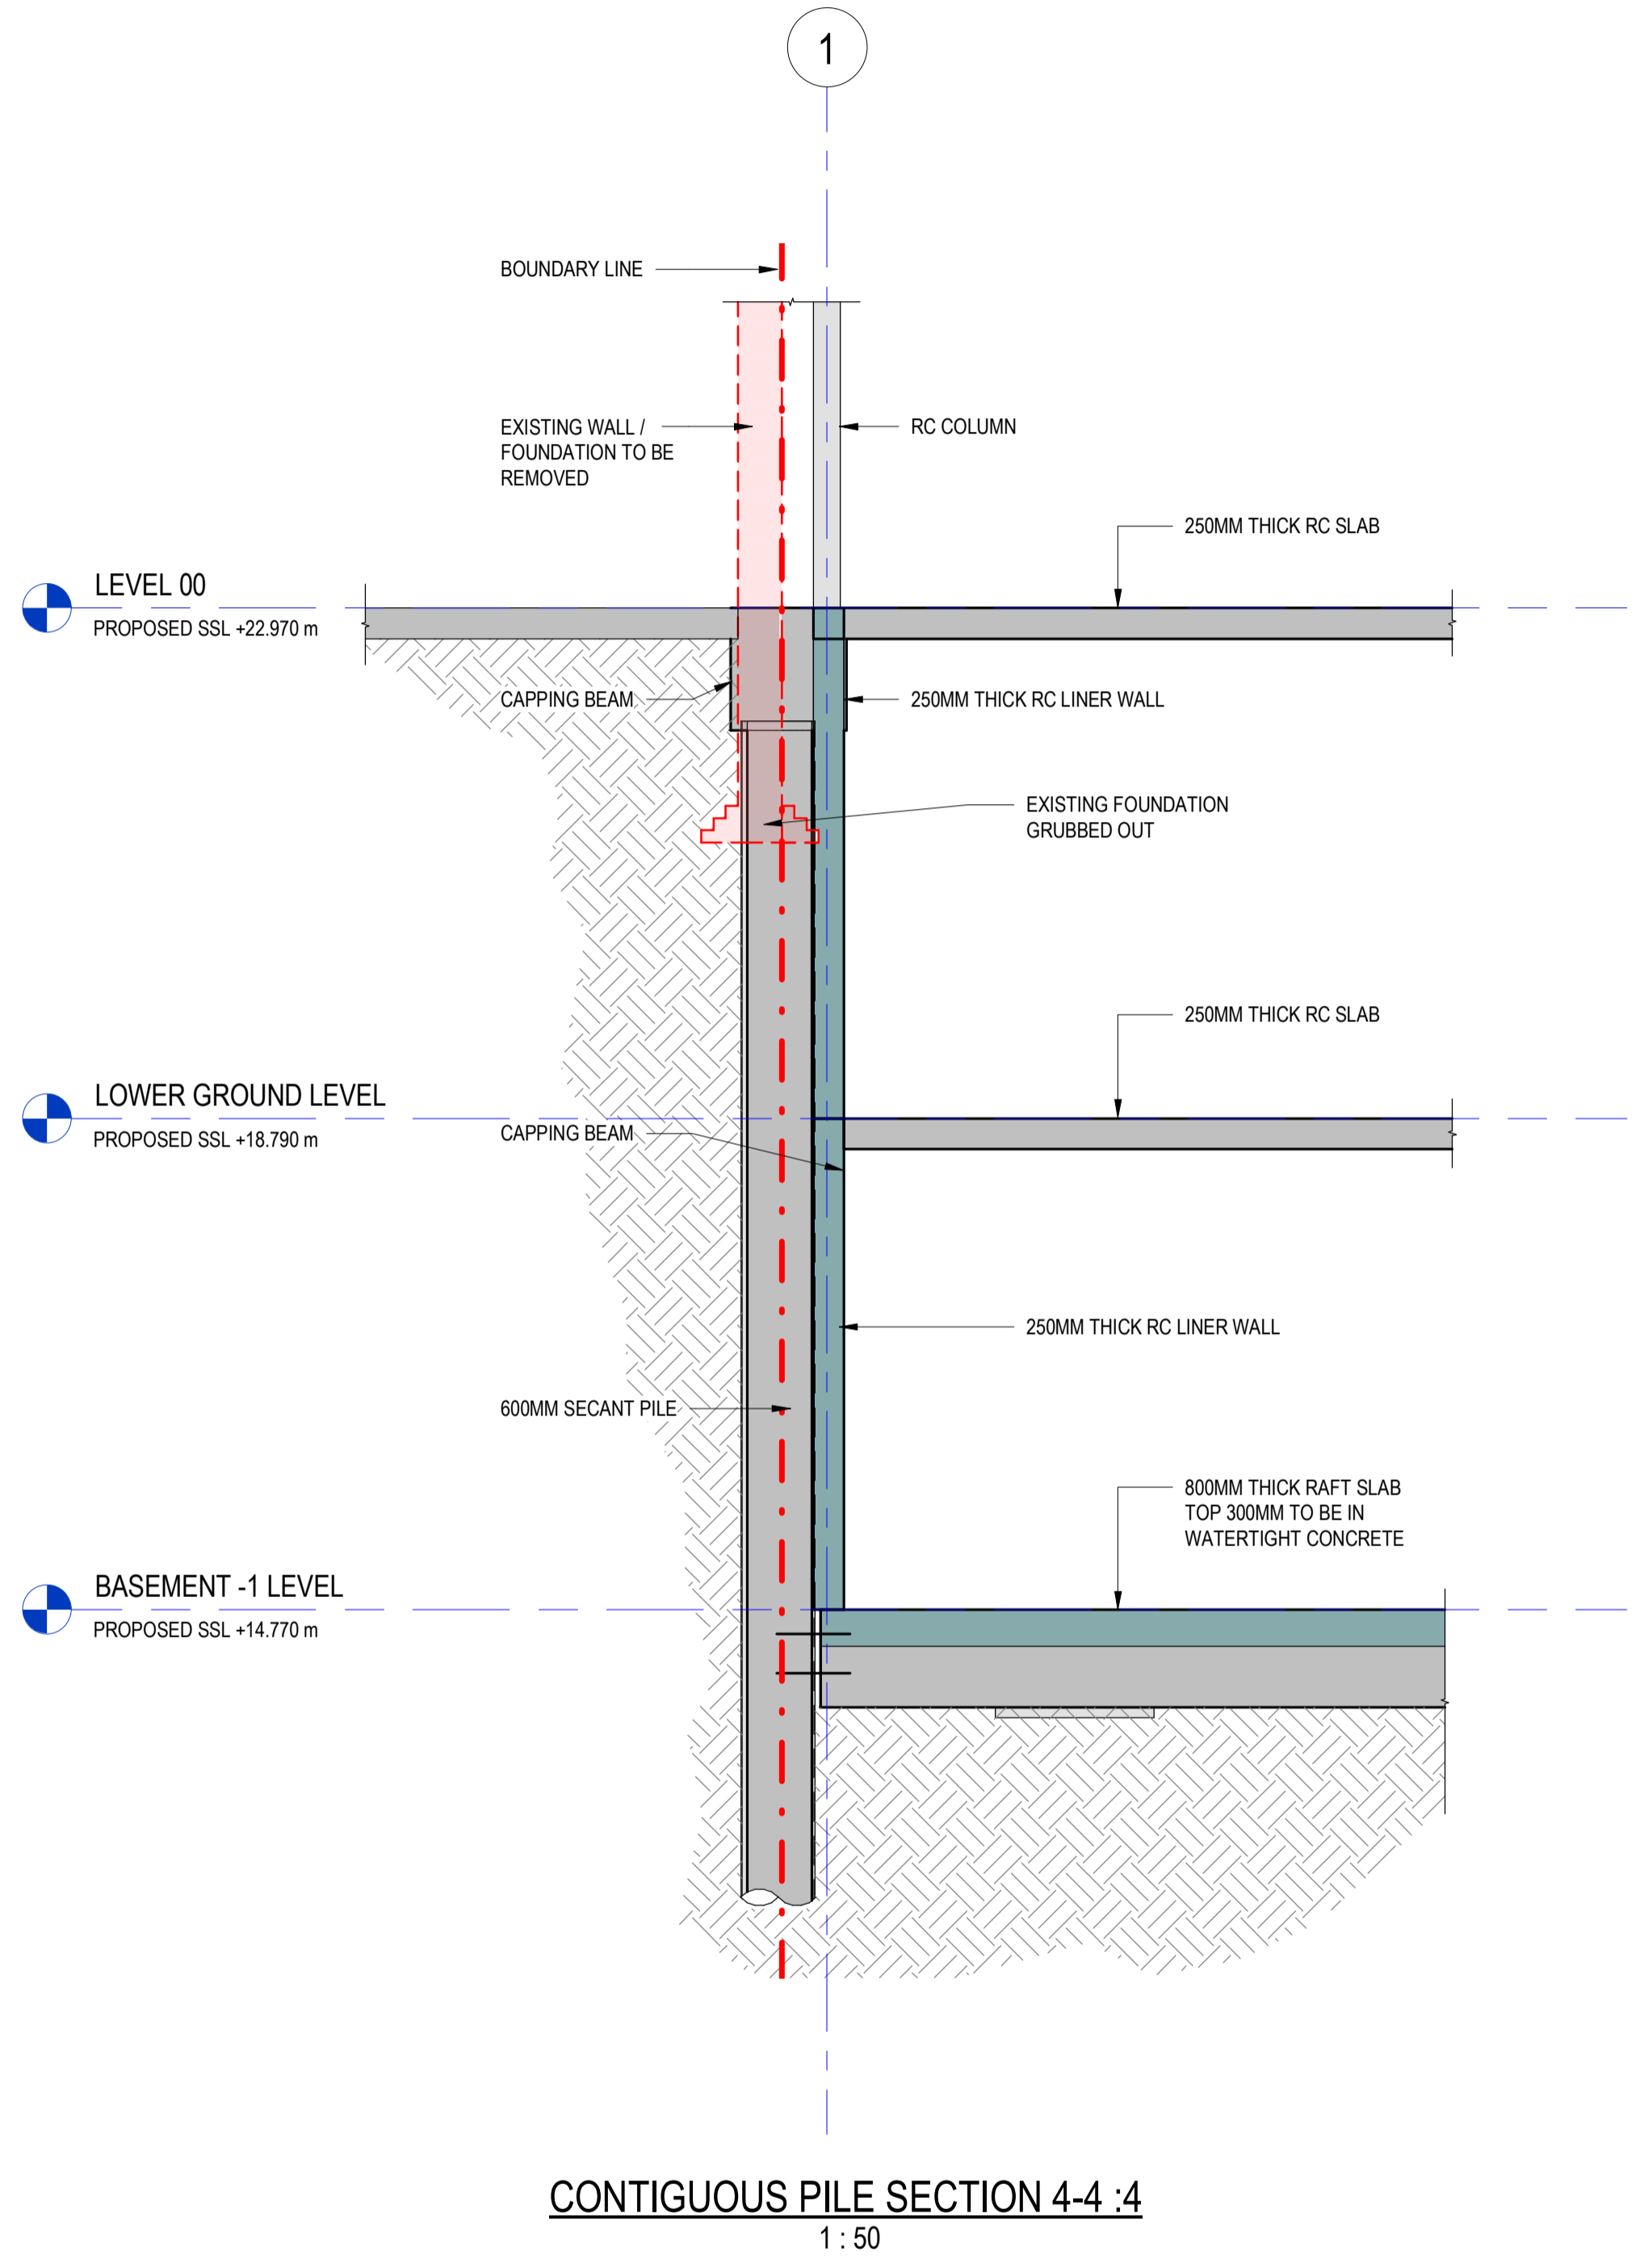 1
BOUNDARY LINE
EXISTING WALL /
FOUNDATION TO BE
REMOVED
RC COLUMN
250MM THICK RC SLAB
LEVEL 00
PROPOSED SSL +22.970 m
CAPPING BEAM
250MM THICK RC LINER WALL
EXISTING FOUNDATION
GRUBBED OUT
250MM THICK RC SLAB
LOWER GROUND LEVEL
PROPOSED SSL +18.790 m
CAPPING BEAM
250MM THICK RC LINER WALL
600MM SECANT PILE
800MM THICK RAFT SLAB
TOP 300MM TO BE IN
WATERTIGHT CONCRETE
BASEMENT -1 LEVEL
PROPOSED SSL +14.770 m
CONTIGUOUS PILE SECTION 4-4 :4
1 : 50